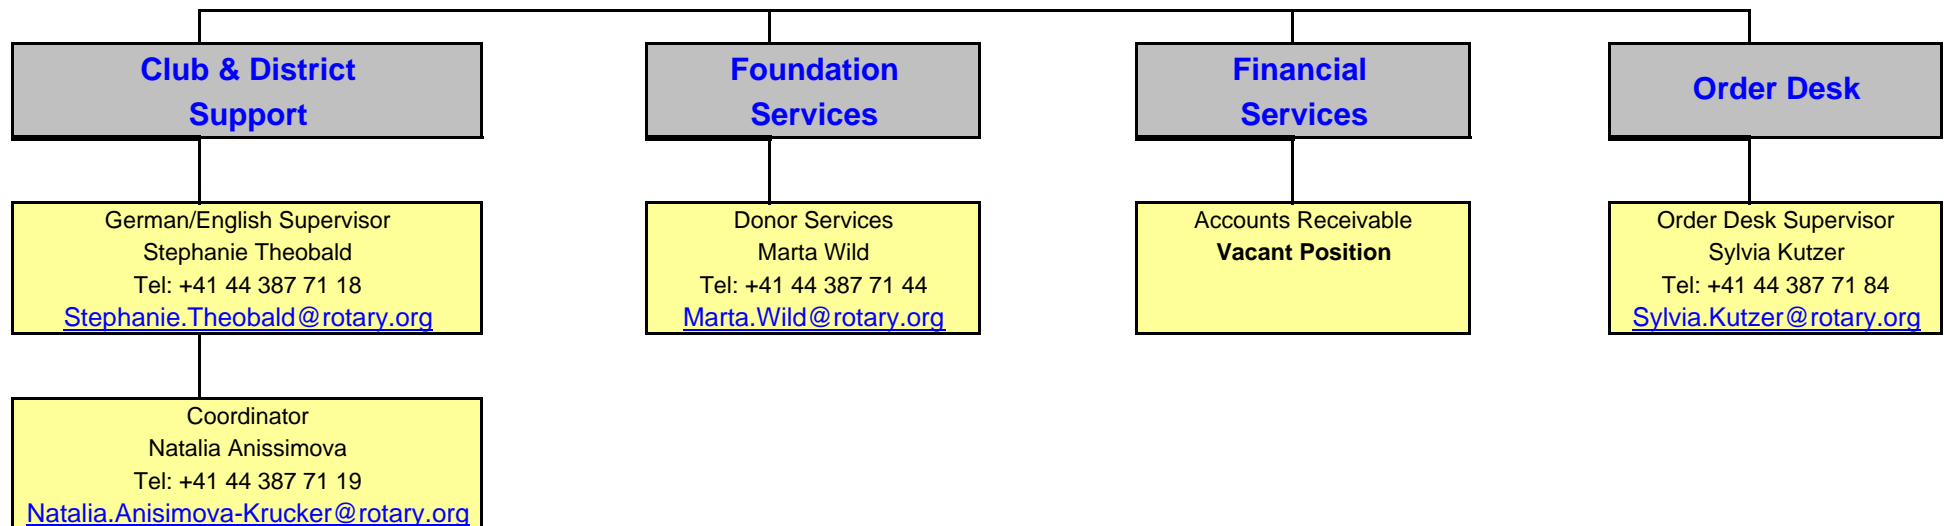 Club & District
Support
Foundation
Services
Financial
Services
Order Desk
German/English Supervisor
Stephanie Theobald
Tel: +41 44 387 71 18
Stephanie.Theobald@rotary.org
Donor Services
Marta Wild
Tel: +41 44 387 71 44
Marta.Wild@rotary.org
Accounts Receivable
Vacant Position
Order Desk Supervisor
Sylvia Kutzer
Tel: +41 44 387 71 84
Sylvia.Kutzer@rotary.org
Coordinator
Natalia Anissimova
Tel: +41 44 387 71 19
Natalia.Anisimova-Krucker@rotary.org